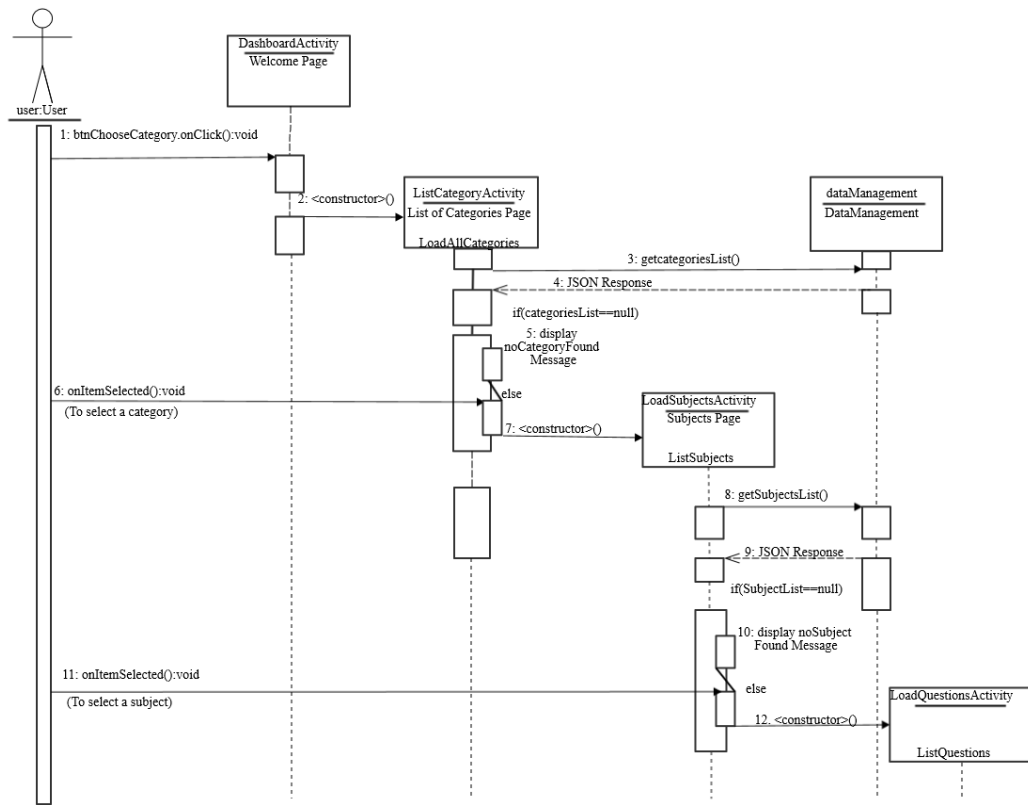 DashboardActivity
Welcome Page
user:User
1: btnChooseCategory.onClick():void
2: <constructor>()
ListCategoryActivity
List of Categories Page
LoadAllCategories
dataManagement
DataManagement
3: getcategoriesList()
4: JSON Response
if(categoriesList==null)
5: display
noCategoryFound
Message
6: onItemSelected():void
(To select a category)
else
7: <constructor>()
LoadSubjectsActivity
Subjects Page
ListSubjects
8: getSubjectsList()
9: JSON Response
if(SubjectList==null)
10: display noSubject
Found Message
11: onItemSelected():void
(To select a subject)
else
12. <constructor>()
LoadQuestionsActivity
ListQuestions